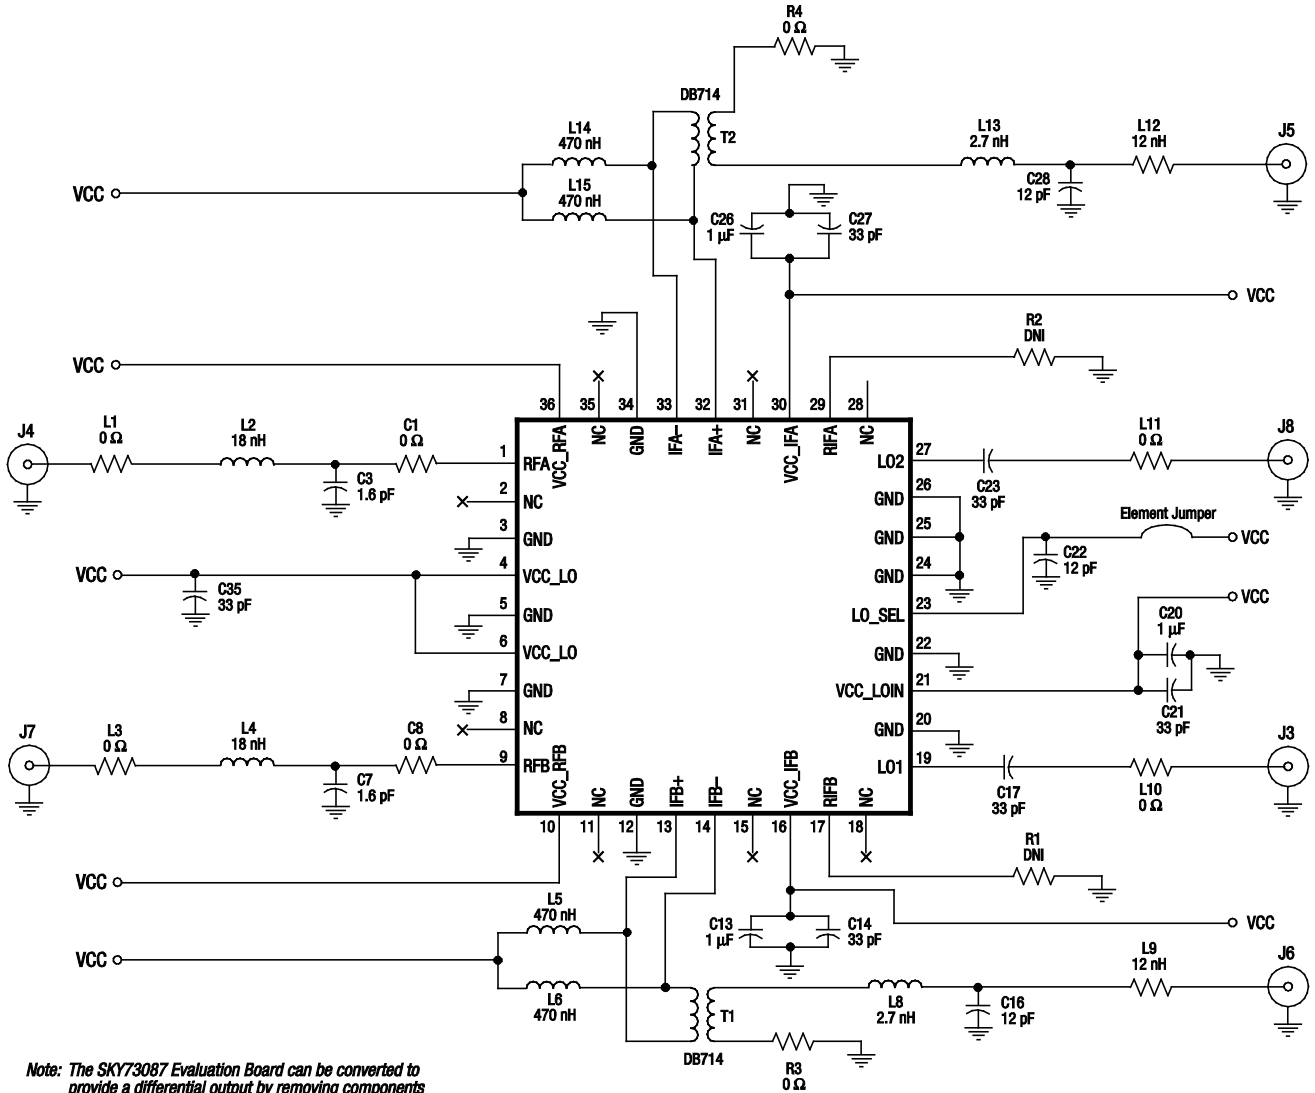 R4
0 Ω
DB714
T2
L14
470 nH
L15
470 nH
VCC
L13
2.7 nH
L12
12 nH
J5
C28
12 pF
C26
1 µF
C27
33 pF
VCC
R2
DNI
VCC
36
35
34
33
32
31
30
29
28
VCC_RFA
NC
GND
IFA–
IFA+
NC
VCC_IFA
RIFA
NC
J4
L1
0 Ω
L2
18 nH
C1
0 Ω
C3
1.6 pF
1
RFA
2
NC
3
GND
4
VCC_LO
5
GND
6
VCC_LO
7
GND
8
NC
9
RFB
VCC
C35
33 pF
J7
L3
0 Ω
L4
18 nH
C8
0 Ω
C7
1.6 pF
LO2
27
GND
26
GND
25
GND
24
LO_SEL
23
GND
22
VCC_LOIN
21
GND
20
LO1
19
C23
33 pF
L11
0 Ω
J8
Element Jumper
VCC
C22
12 pF
VCC
C20
1 µF
C21
33 pF
C17
33 pF
L10
0 Ω
J3
VCC_RFB
NC
GND
IFB+
IFB–
NC
VCC_IFB
RIFB
NC
10
11
12
13
14
15
16
17
18
R1
DNI
VCC
L5
470 nH
C13
1 µF
C14
33 pF
VCC
VCC
L6
470 nH
T1
DB714
L8
2.7 nH
C16
12 pF
L9
12 nH
J6
R3
0 Ω
Note: The SKY73087 Evaluation Board can be converted to
provide a differential output by removing components